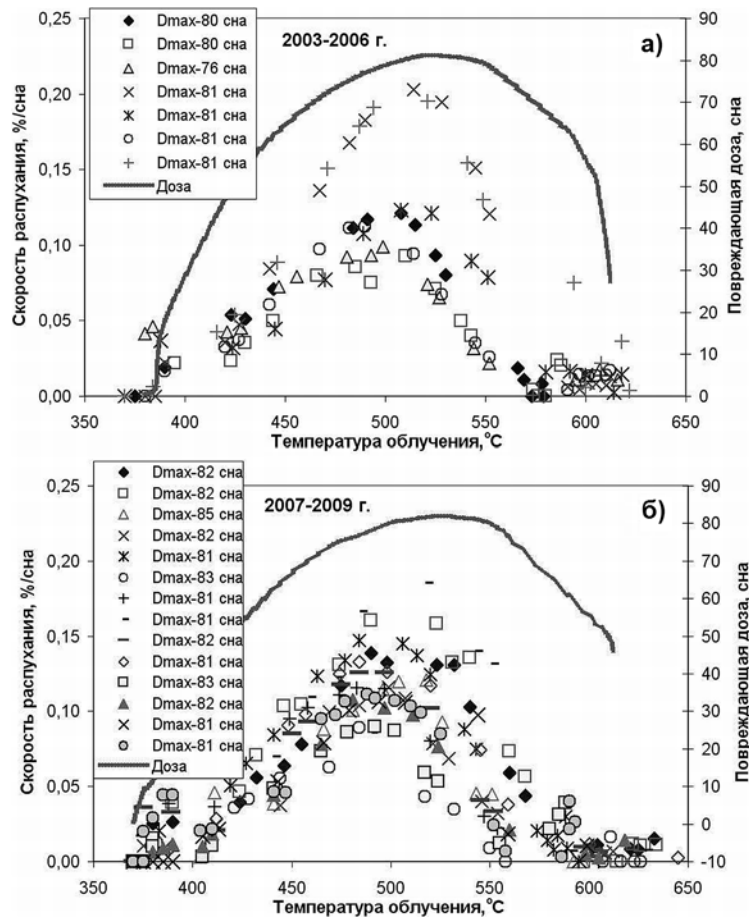 2003-2006 г.
а)
Dmax-80 сна
Dmax-80 сна
Dmax-76 сна
Dmax-81 сна
Dmax-81 сна
Dmax-81 сна
Dmax-81 сна
Доза
Скорость распухания, %/сна
0,25
0,20
0,15
0,10
0,05
0,00
350 400 450 500 550 600 650
Температура облучения,°С
90
80
70
60
50
40
30
20
10
0
Повреждающая доза, сна
2007-2009 г.
б)
Dmax-82 сна
Dmax-82 сна
Dmax-85 сна
Dmax-82 сна
Dmax-81 сна
Dmax-83 сна
Dmax-81 сна
Dmax-81 сна
Dmax-82 сна
Dmax-81 сна
Dmax-83 сна
Dmax-82 сна
Dmax-81 сна
Dmax-81 сна
Доза
Скорость распухания, %/сна
0,25
0,20
0,15
0,10
0,05
0,00
350 400 450 500 550 600 650
Температура облучения,°С
90
80
70
60
50
40
30
20
10
0
-10
Повреждающая доза, сна